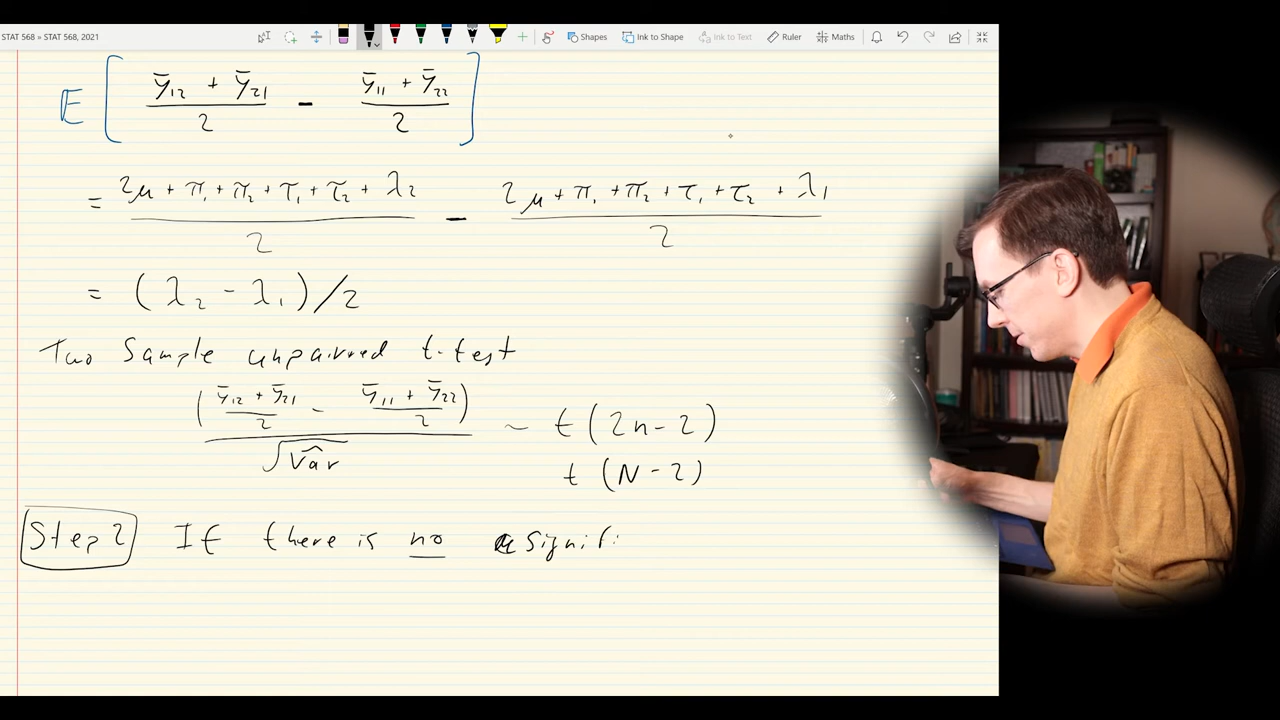 STAT 568 » STAT 568, 2021 Shapes Ink to Shape Ink to Text Ruler Maths
E [ (ȳ12 + ȳ21)/2 - (ȳ11 + ȳ22)/2 ]
= (2μ + π1 + π2 + τ1 + τ2 + λ2)/2 - (2μ + π1 + π2 + τ1 + τ2 + λ1)/2
= (λ2 - λ1)/2
Two Sample unpaired t-test
((ȳ12 + ȳ21)/2 - (ȳ11 + ȳ22)/2) / √Var̂ ~ t(2n-2)
t(N-2)
Step 2 If there is no signifi